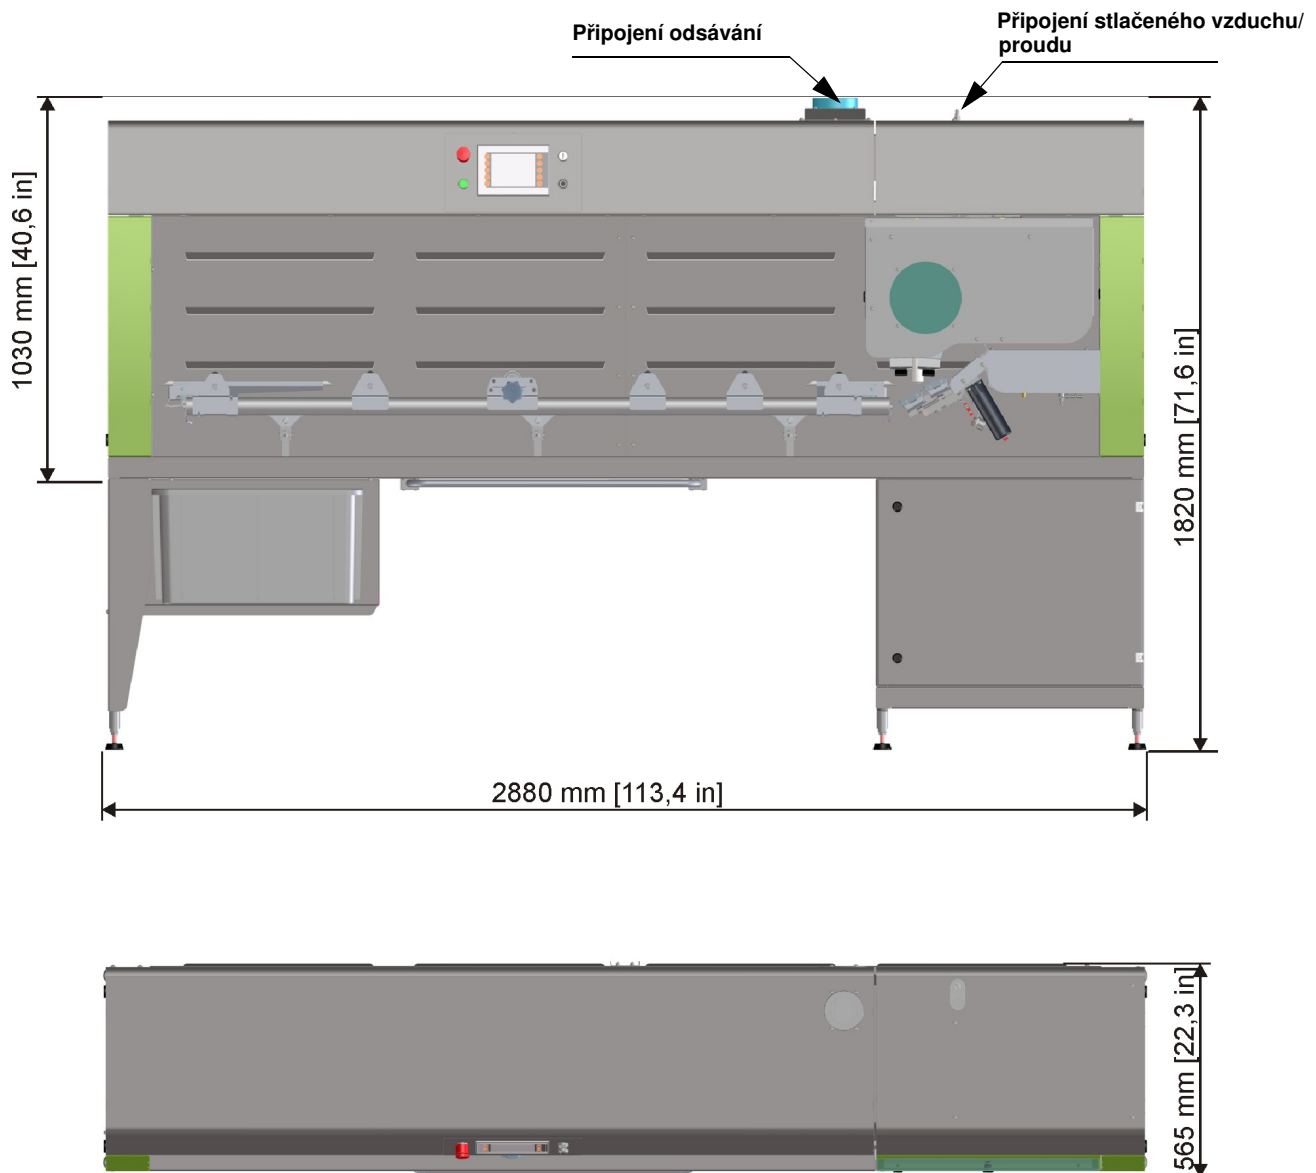 Připojení odsávání
Připojení stlačeného vzduchu/
proudu
1030 mm [40,6 in]
1820 mm [71,6 in]
2880 mm [113,4 in]
565 mm [22,3 in]